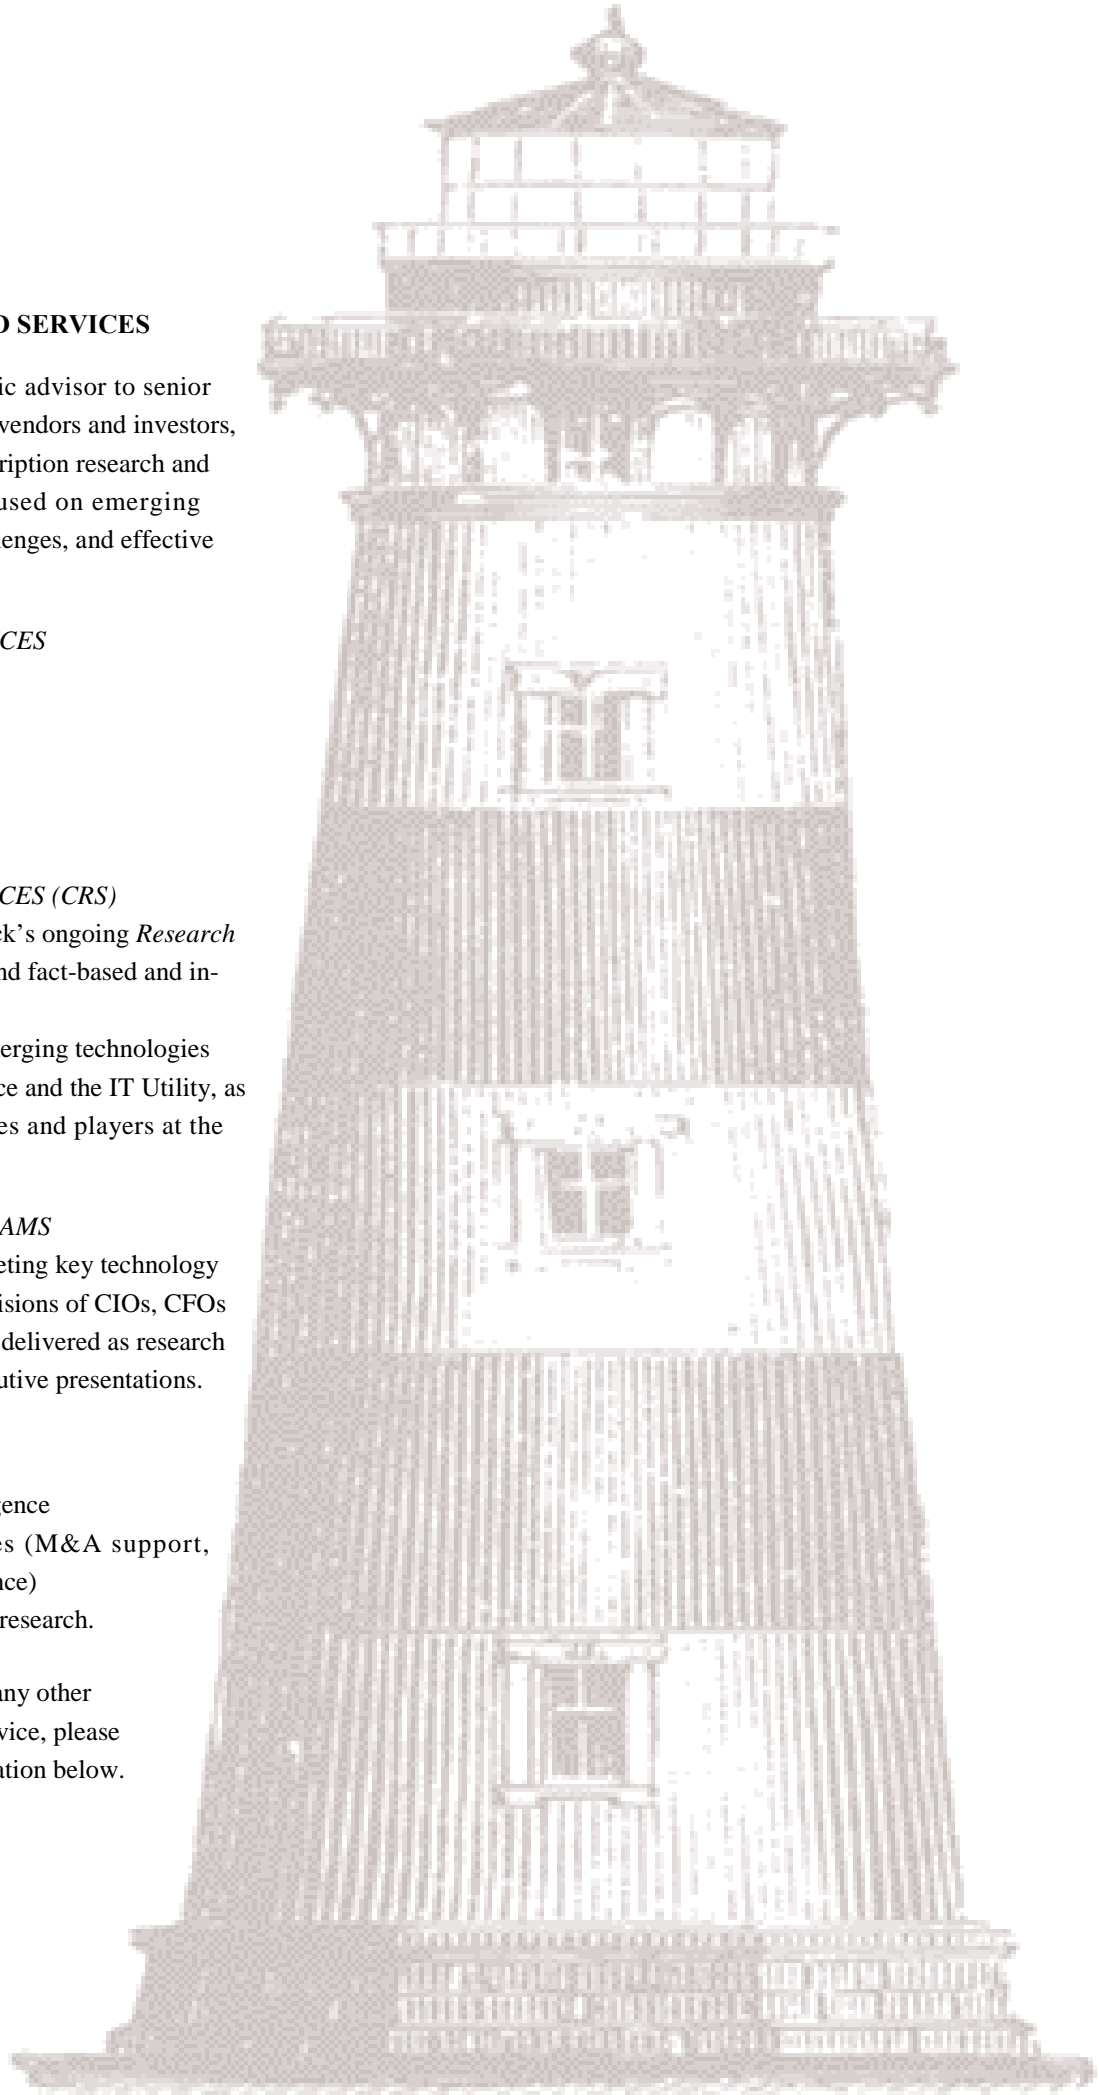 D SERVICES
ic advisor to senior
vendors and investors,
ription research and
used on emerging
lenges, and effective
CES
CES (CRS)
ck's ongoing Research
nd fact-based and in-
erging technologies
ce and the IT Utility, as
es and players at the
AMS
eting key technology
isions of CIOs, CFOs
delivered as research
utive presentations.
gence
es (M&A support,
nce)
research.
any other
vice, please
ation below.